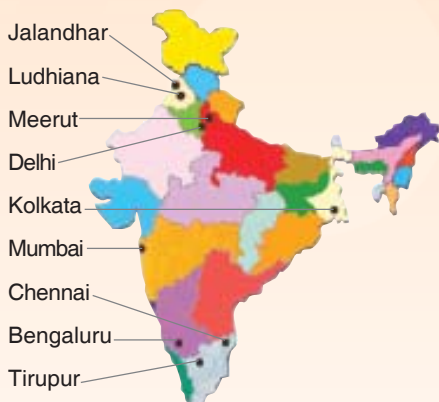 Jalandhar
Ludhiana
Meerut
Delhi
Kolkata
Mumbai
Chennai
Bengaluru
Tirupur